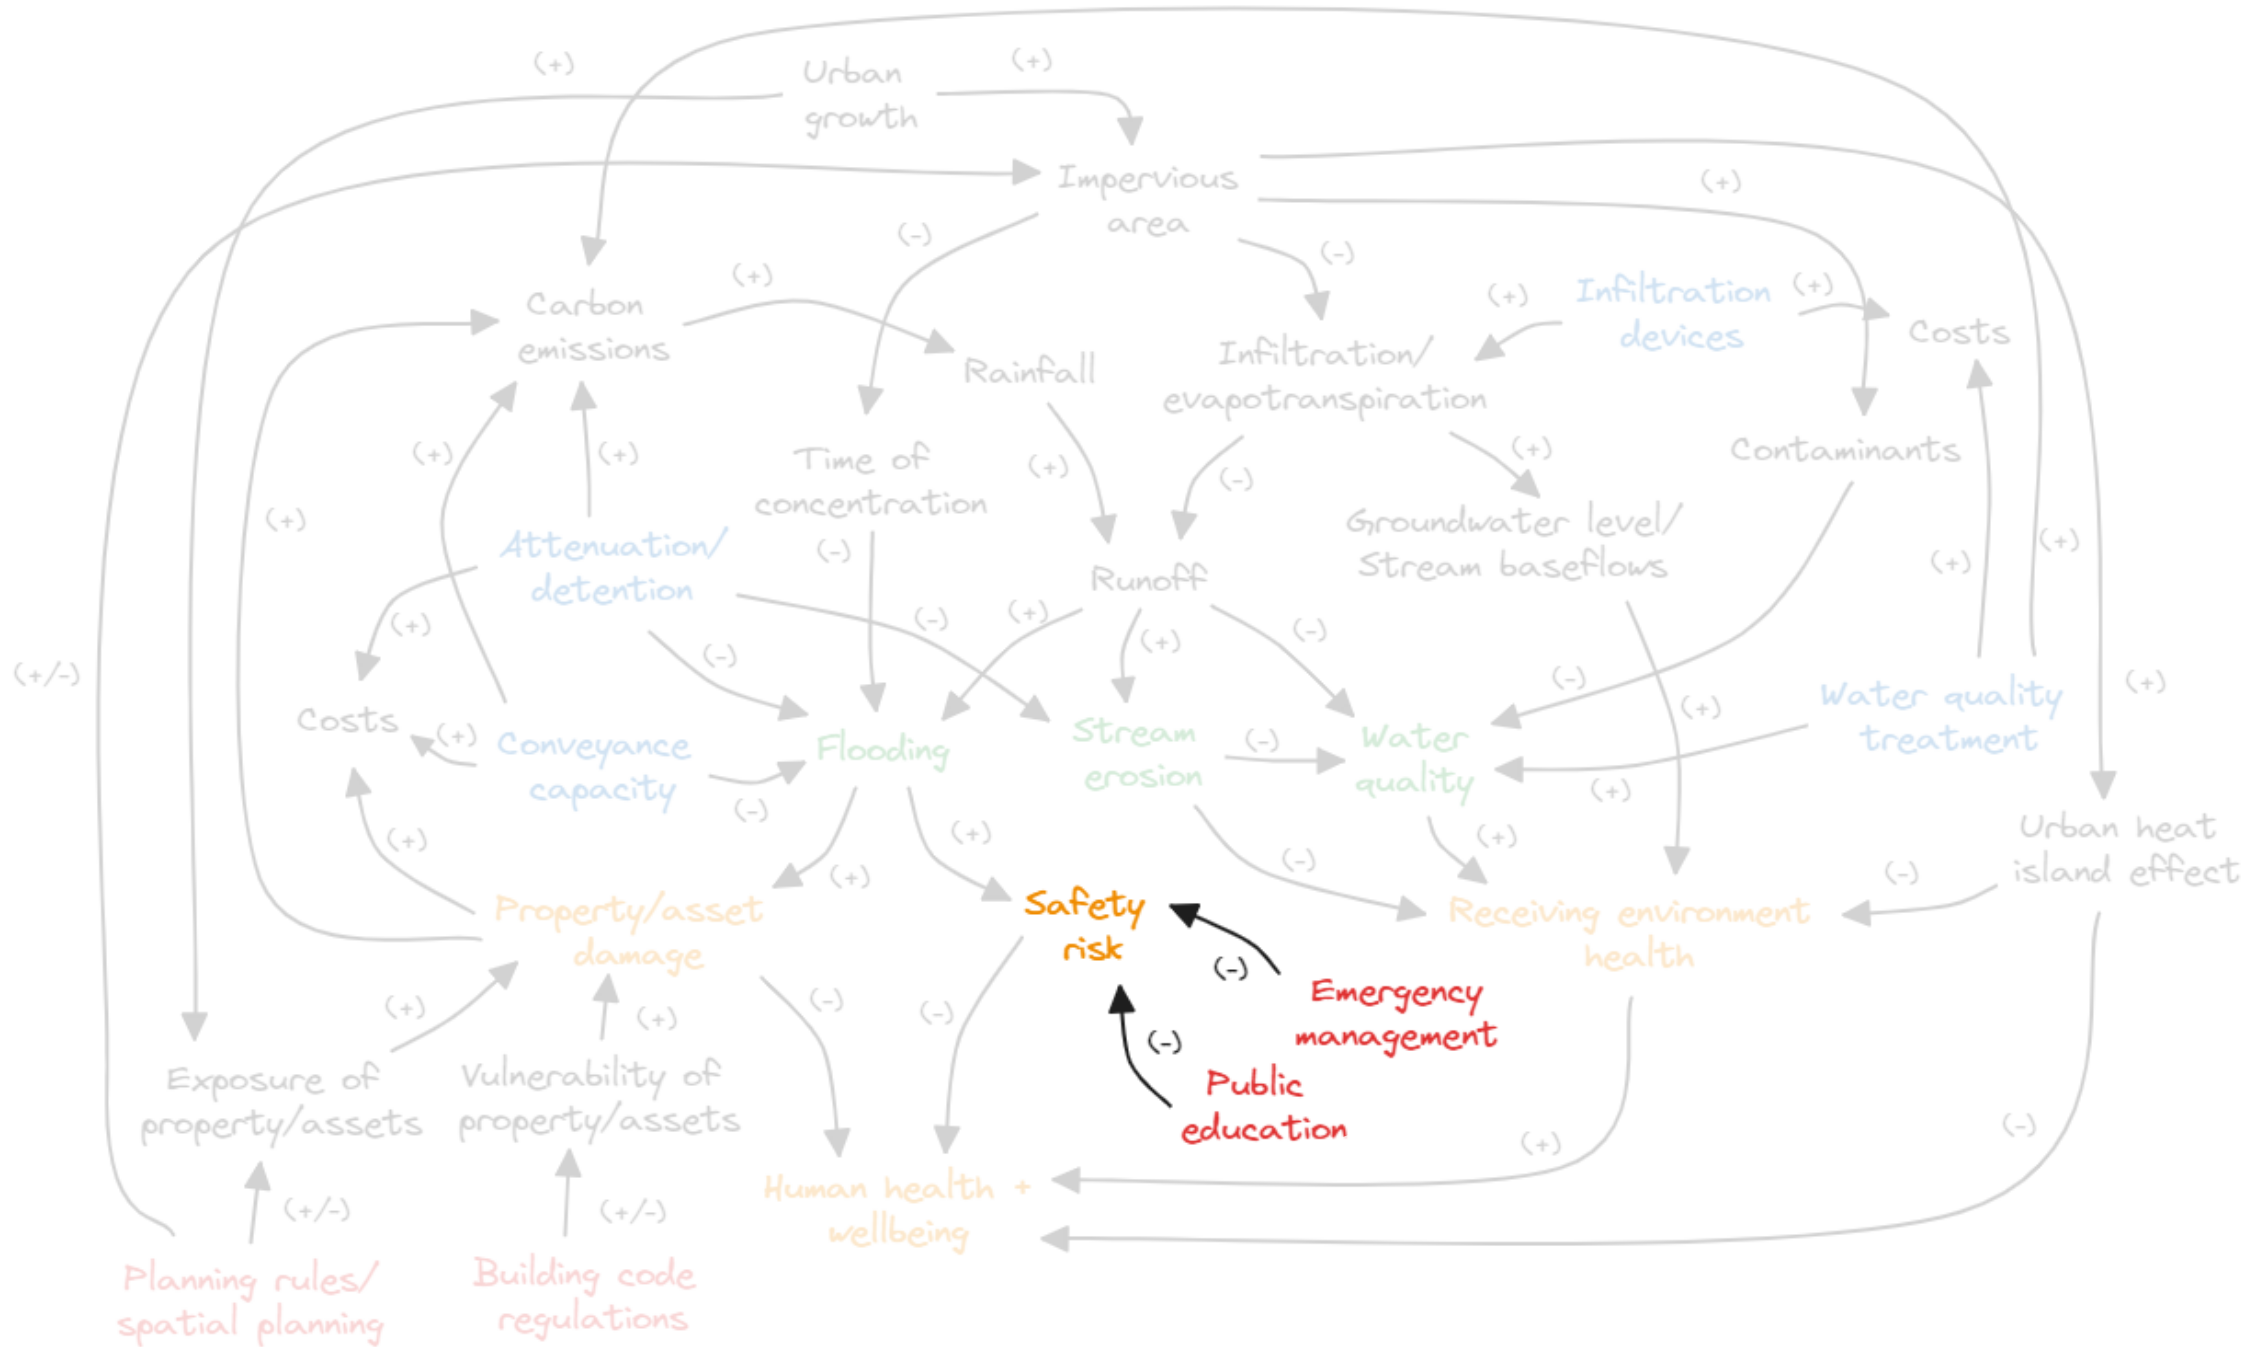 (+)
Urban
growth
(+)
Impervious
area
(+)
(-)
(-)
Carbon
emissions
(+)
Rainfall
Infiltration/
evapotranspiration
(+)
Infiltration
devices
(+)
Costs
(+)
(+)
Time of
concentration
(+)
(-)
(+)
Contaminants
(+)
Attenuation/
detention
(-)
Runoff
Groundwater level/
Stream baseflows
(+)
(+)
(+)
(-)
(-)
(+)
(+)
(-)
(+/-)
Costs
(+)
Conveyance
capacity
(-)
Flooding
Stream
erosion
(-)
Water
quality
(-)
(+)
(+)
Water quality
treatment
(+)
(+)
(+)
(+)
(-)
(+)
Urban heat
island effect
(-)
Property/asset
damage
Safety
risk
(-)
Receiving environment
health
Emergency
management
(+)
(+)
(-)
(-)
(-)
Exposure of
property/assets
Vulnerability of
property/assets
Public
education
(+)
(-)
Human health +
wellbeing
(+/-)
(+/-)
Planning rules/
spatial planning
Building code
regulations